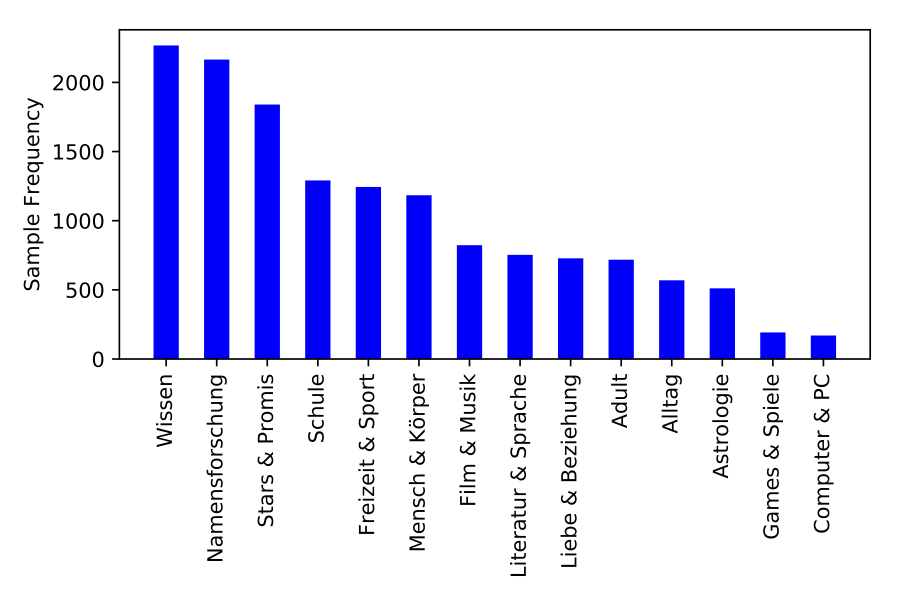 Sample Frequency
2000
1500
1000
500
0
Wissen
Namensforschung
Stars & Promis
Schule
Freizeit & Sport
Mensch & Körper
Film & Musik
Literatur & Sprache
Liebe & Beziehung
Adult
Alltag
Astrologie
Games & Spiele
Computer & PC